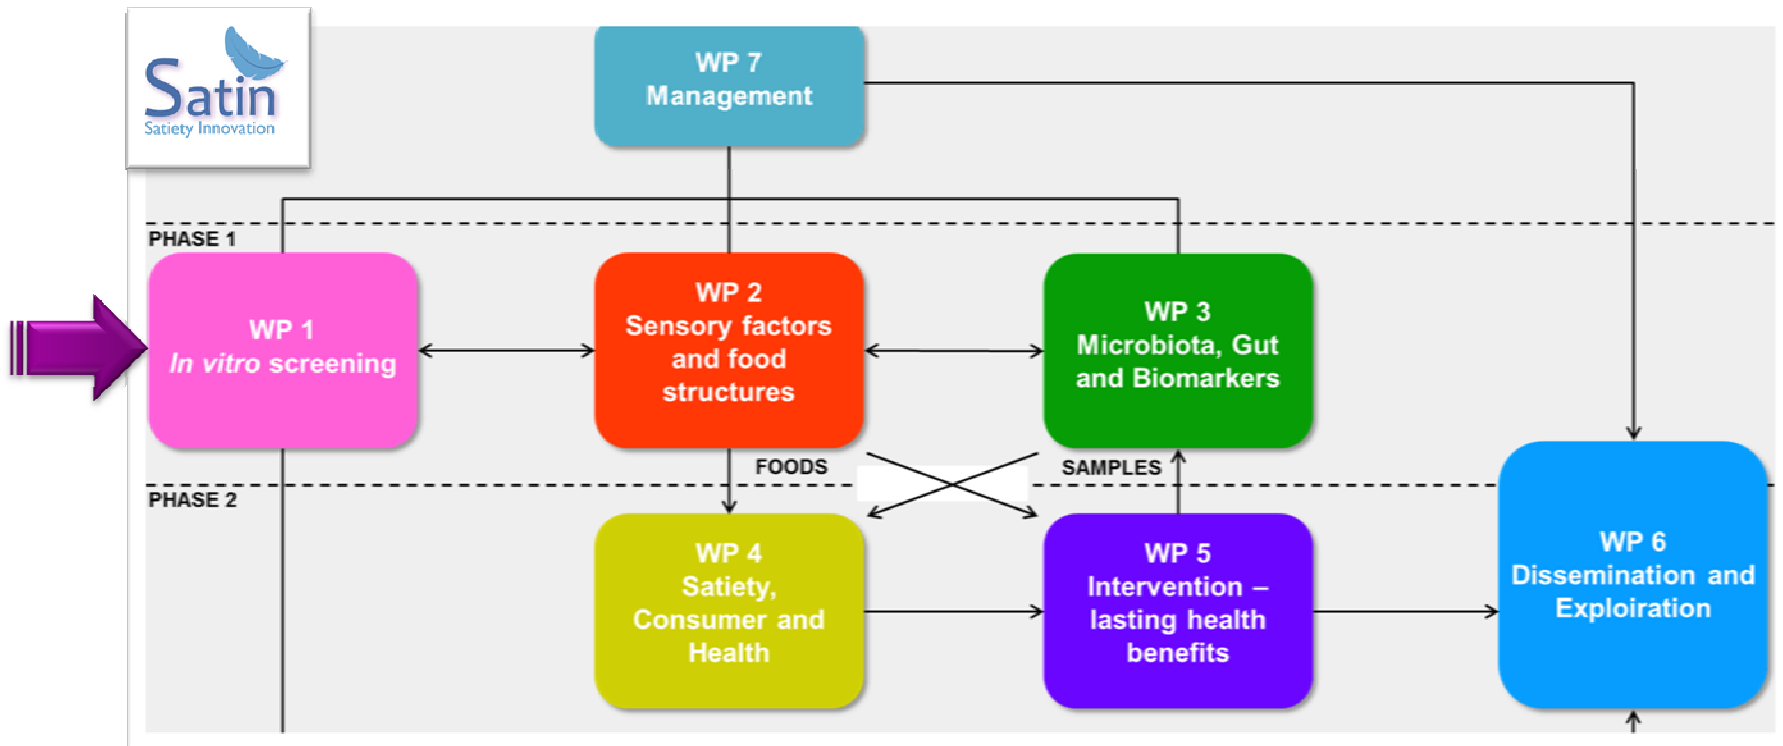 Satin
Satiety Innovation
WP 7
Management
PHASE 1
WP 1
In vitro screening
WP 2
Sensory factors
and food
structures
WP 3
Microbiota, Gut
and Biomarkers
FOODS
SAMPLES
PHASE 2
WP 4
Satiety,
Consumer and
Health
WP 5
Intervention –
lasting health
benefits
WP 6
Dissemination and
Exploiration